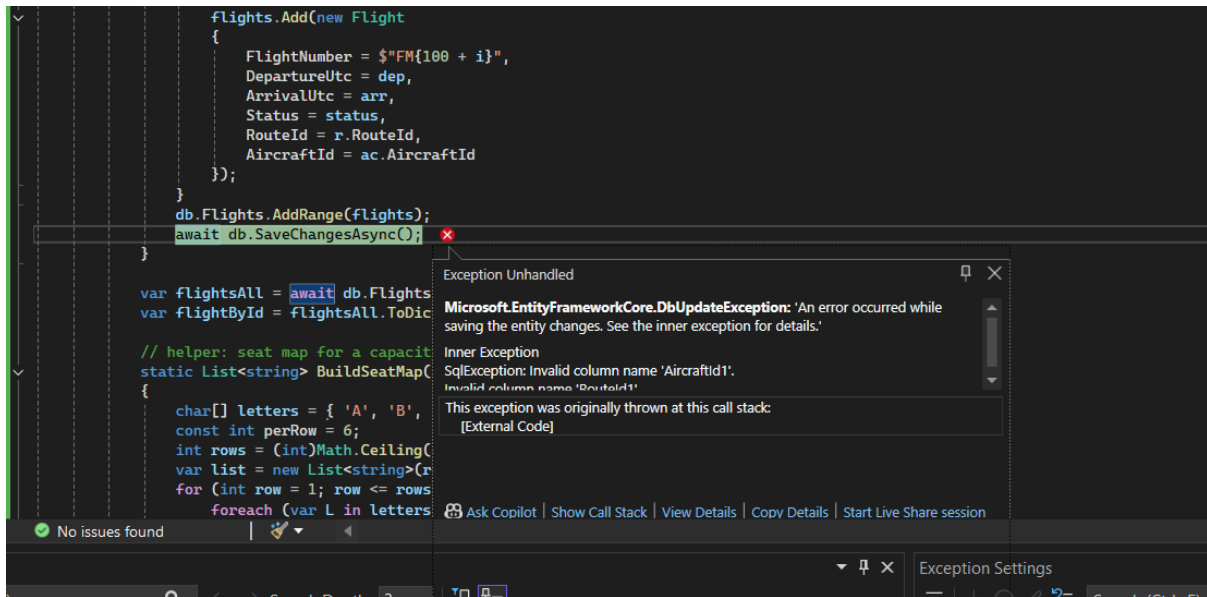 flights.Add(new Flight
{
FlightNumber = $"FM{100 + i}",
DepartureUtc = dep,
ArrivalUtc = arr,
Status = status,
RouteId = r.RouteId,
AircraftId = ac.AircraftId
});
}
db.Flights.AddRange(flights);
await db.SaveChangesAsync();
}
Exception Unhandled
var flightsAll = await db.Flights
var flightById = flightsAll.ToDic
Microsoft.EntityFrameworkCore.DbUpdateException: 'An error occurred while
saving the entity changes. See the inner exception for details.'
Inner Exception
SqlException: Invalid column name 'AircraftId1'.
Invalid column name 'RouteId1'
// helper: seat map for a capacit
static List<string> BuildSeatMap(
{
char[] letters = { 'A', 'B',
const int perRow = 6;
int rows = (int)Math.Ceiling(
var list = new List<string>(r
for (int row = 1; row <= rows
foreach (var L in letters
This exception was originally thrown at this call stack:
[External Code]
Ask Copilot | Show Call Stack | View Details | Copy Details | Start Live Share session
No issues found
Exception Settings